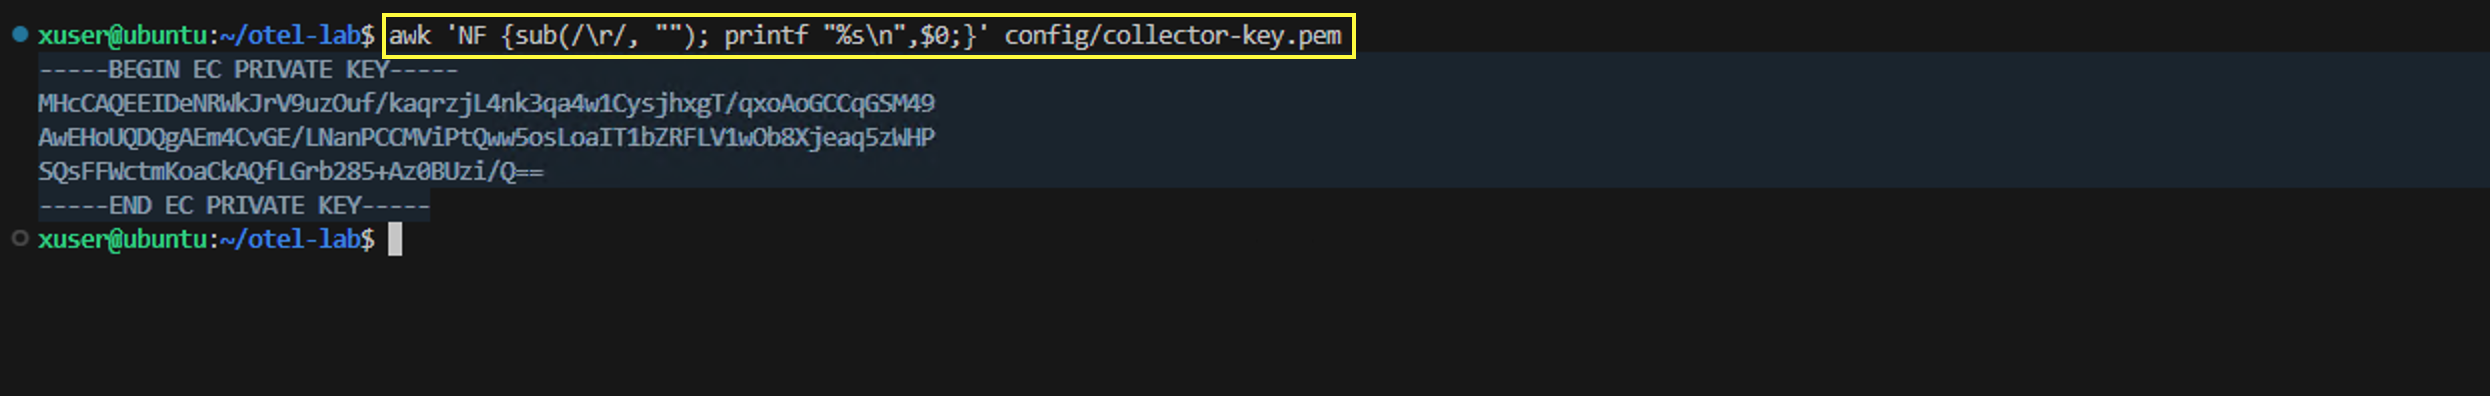 xuser@ubuntu:~/otel-lab$ awk 'NF {sub(/\r/, ""); printf "%s\n",$0;}' config/collector-key.pem
-----BEGIN EC PRIVATE KEY-----
MHcCAQEEIDeNRWkJrV9uzOuf/kaqrzjL4nk3qa4w1CysjhxgT/qxoAoGCCqGSM49
AwEHoUQDQgAEm4CvGE/LNanPCCMViPtQww5osLoaIT1bZRFLV1wOb8Xjeaq5zWHP
SQsFFWctmKoaCkAQfLGrb285+Az0BUzi/Q==
-----END EC PRIVATE KEY-----
xuser@ubuntu:~/otel-lab$